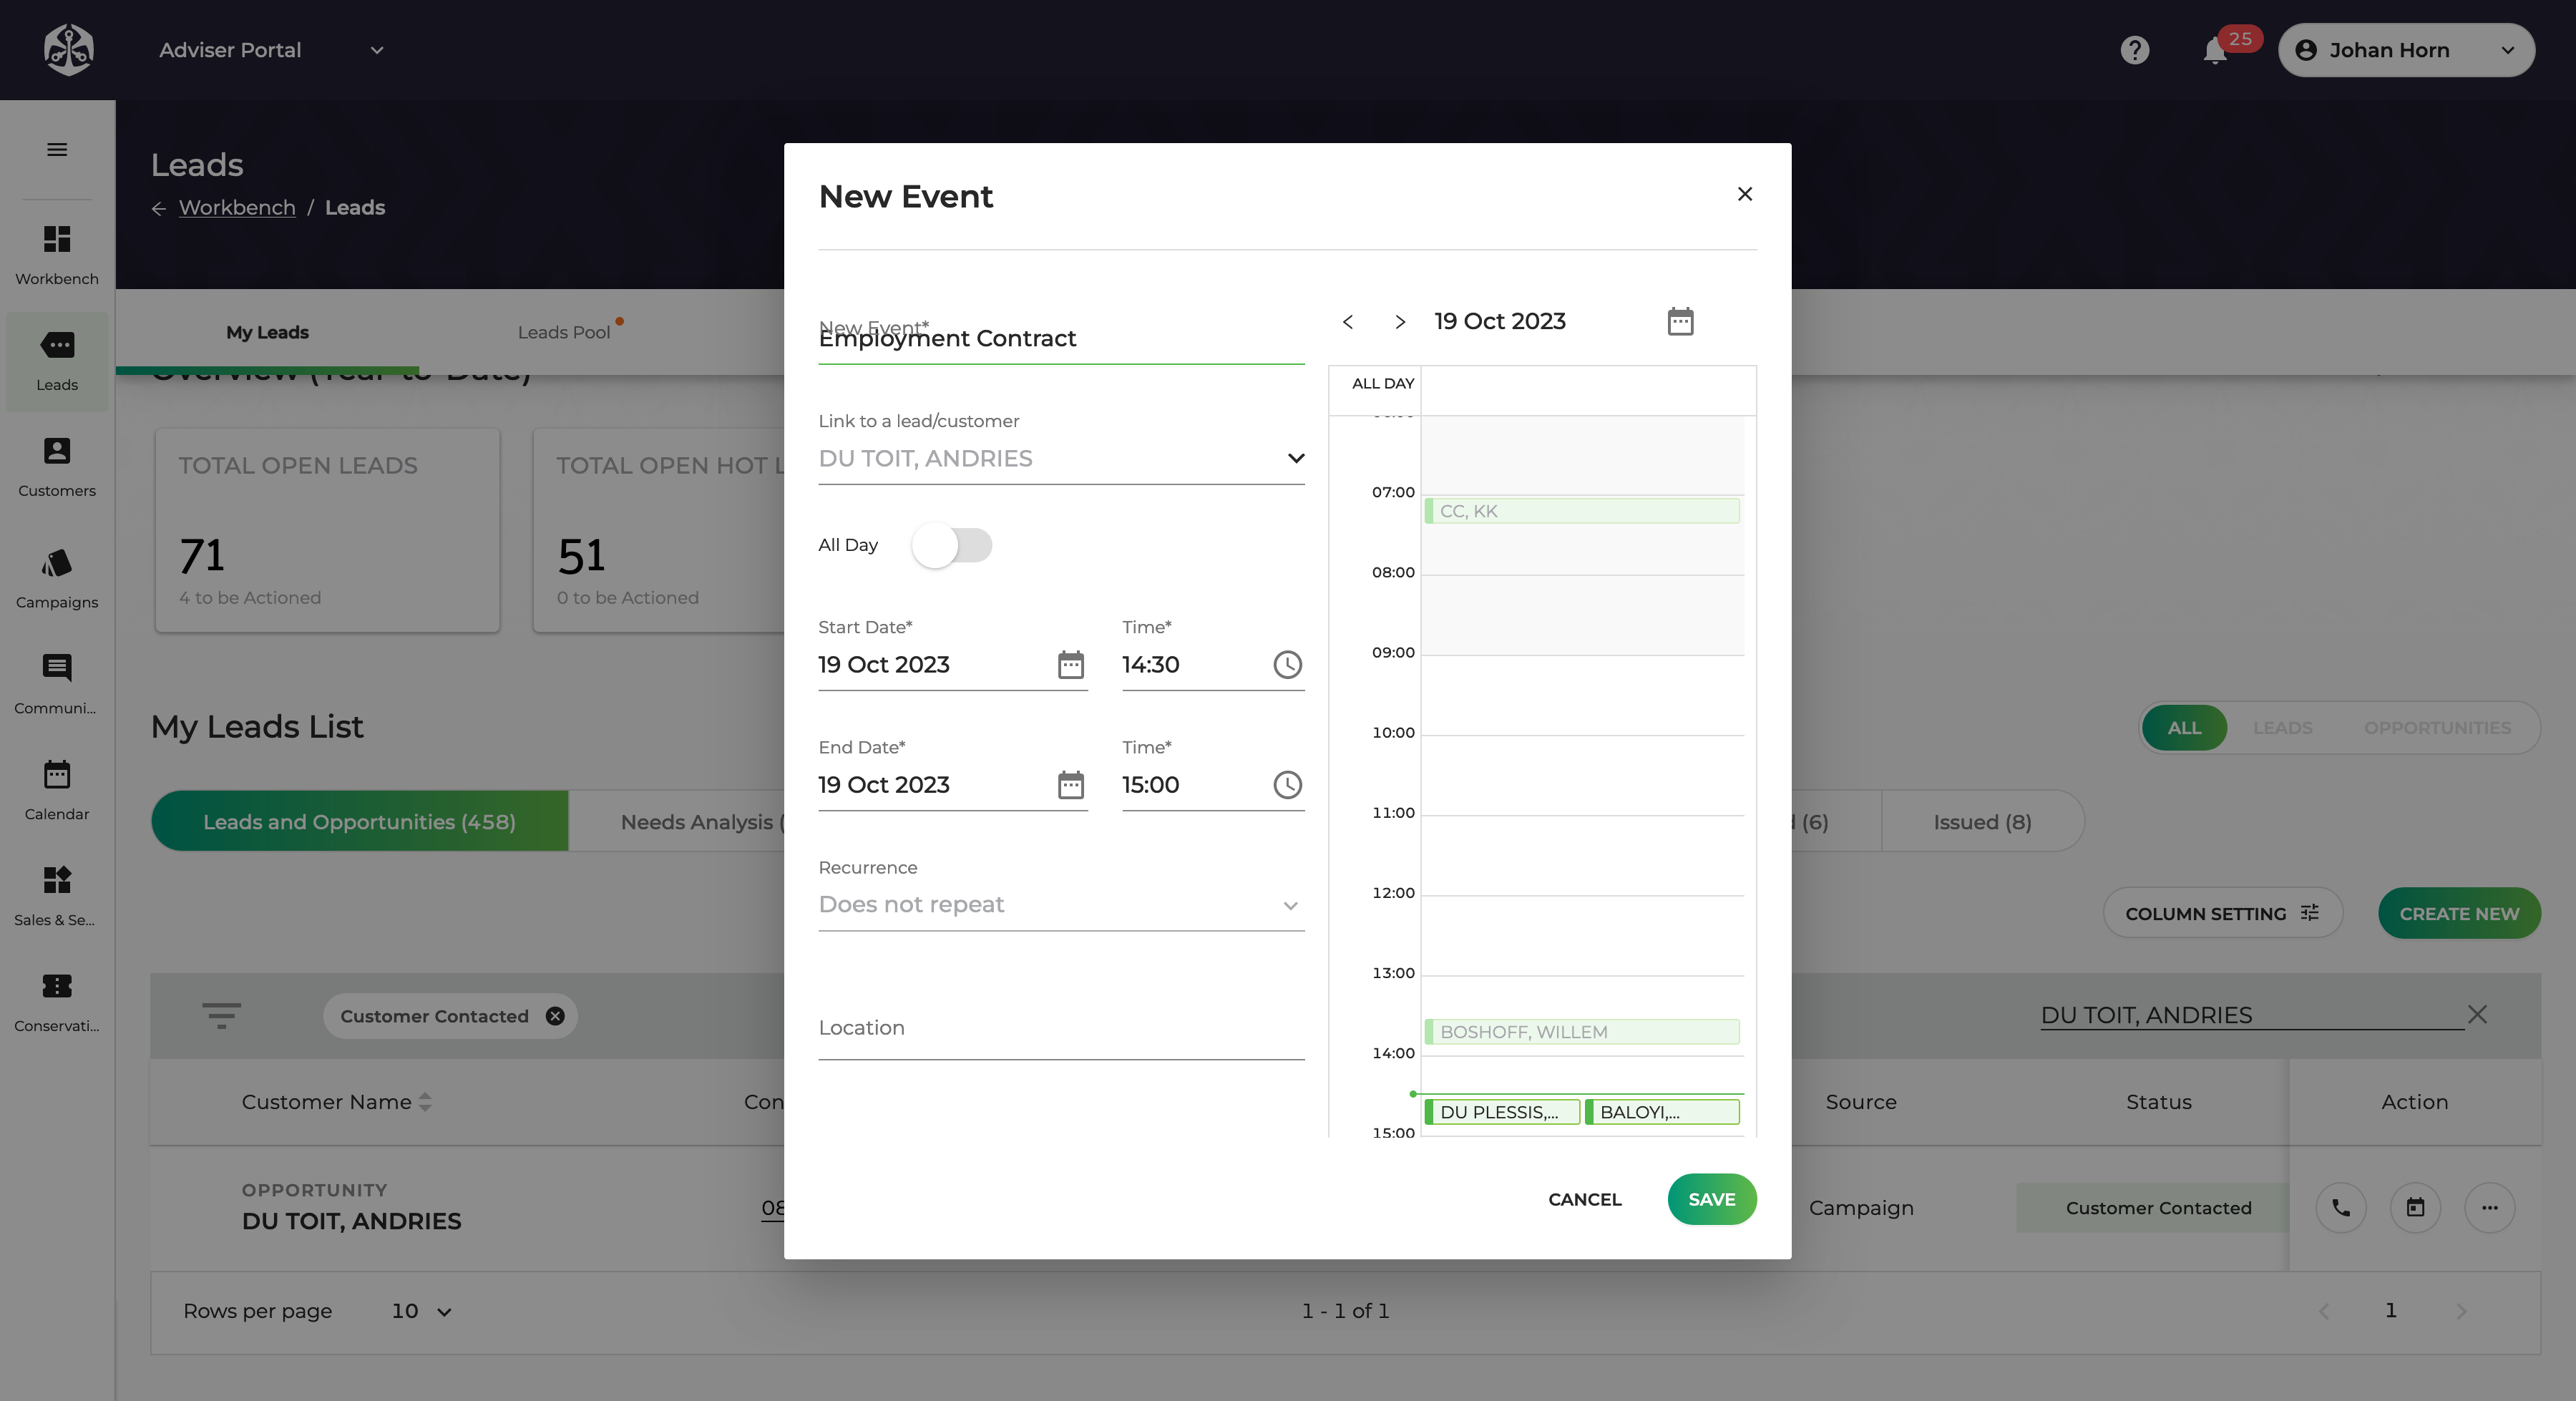 Adviser Portal
25
Johan Horn
Leads
Workbench / Leads
Workbench
Leads
Customers
Campaigns
Communi...
Calendar
Sales & Se...
Conservati...
My Leads
Leads Pool
Overview (Year to Date)
TOTAL OPEN LEADS
71
4 to be Actioned
TOTAL OPEN HOT L
51
0 to be Actioned
My Leads List
ALL
LEADS
OPPORTUNITIES
Leads and Opportunities (458)
Needs Analysis (
(6)
Issued (8)
COLUMN SETTING
CREATE NEW
Customer Contacted
DU TOIT, ANDRIES
Customer Name
Con
Source
Status
Action
OPPORTUNITY
DU TOIT, ANDRIES
08
Campaign
Customer Contacted
Rows per page
10
1 - 1 of 1
1
New Event
New Event*
Employment Contract
Link to a lead/customer
DU TOIT, ANDRIES
All Day
Start Date*
19 Oct 2023
Time*
14:30
End Date*
19 Oct 2023
Time*
15:00
Recurrence
Does not repeat
Location
19 Oct 2023
ALL DAY
07:00
CC, KK
08:00
09:00
10:00
11:00
12:00
13:00
BOSHOFF, WILLEM
14:00
DU PLESSIS,...
BALOYI,...
15:00
CANCEL
SAVE